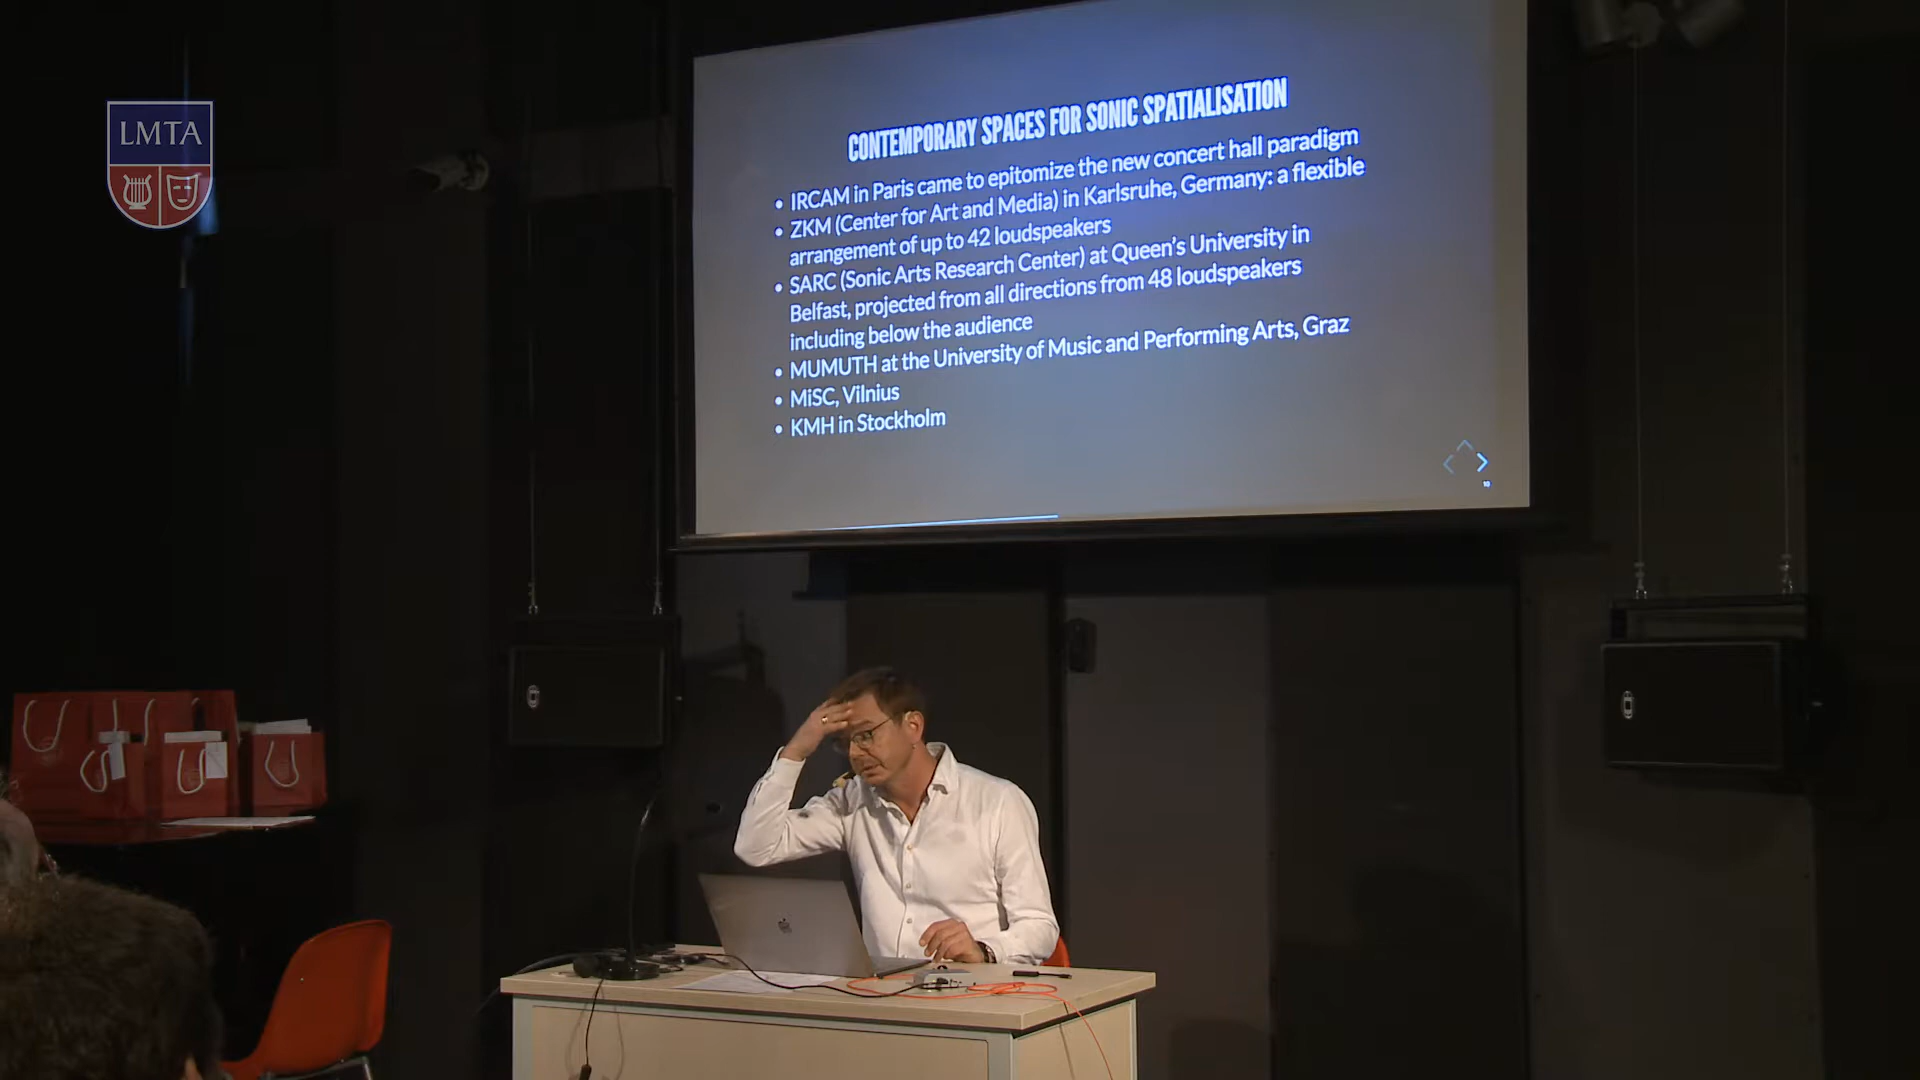 LMTA
CONTEMPORARY SPACES FOR SONIC SPATIALISATION
• IRCAM in Paris came to epitomize the new concert hall paradigm
• ZKM (Center for Art and Media) in Karlsruhe, Germany: a flexible
arrangement of up to 42 loudspeakers
• SARC (Sonic Arts Research Center) at Queen's University in
Belfast, projected from all directions from 48 loudspeakers
including below the audience
• MUMUTH at the University of Music and Performing Arts, Graz
• MiSC, Vilnius
• KMH in Stockholm
10